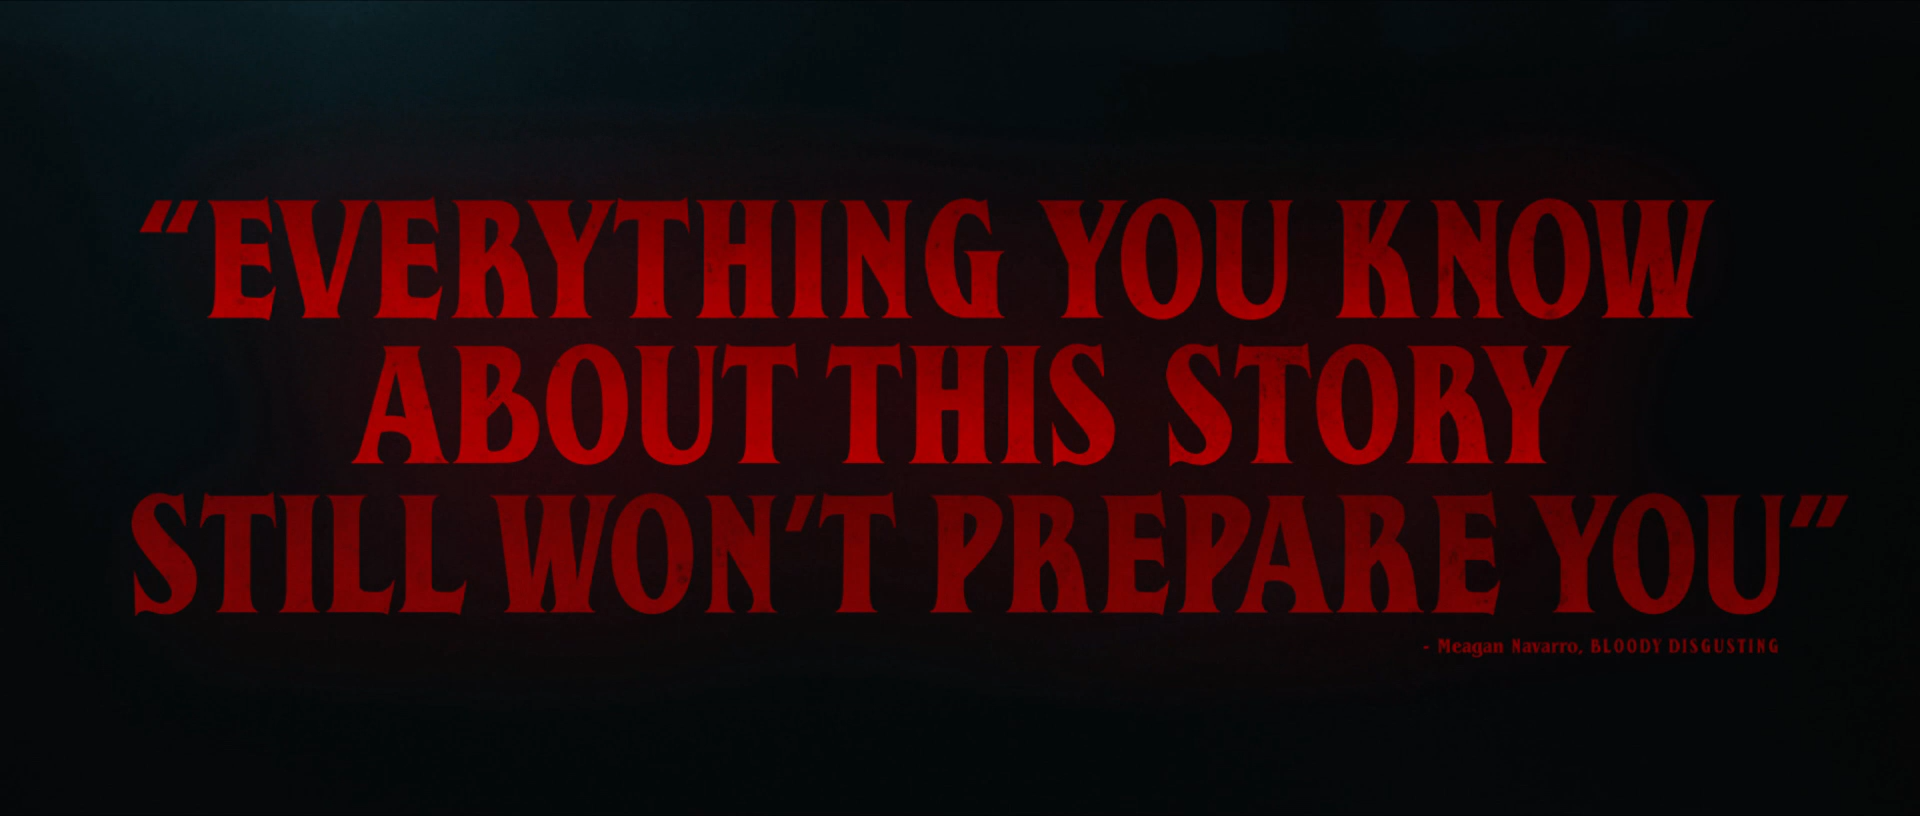 “EVERYTHING YOU KNOW
ABOUT THIS STORY
STILL WON’T PREPARE YOU”
- Meagan Navarro, BLOODY DISGUSTING